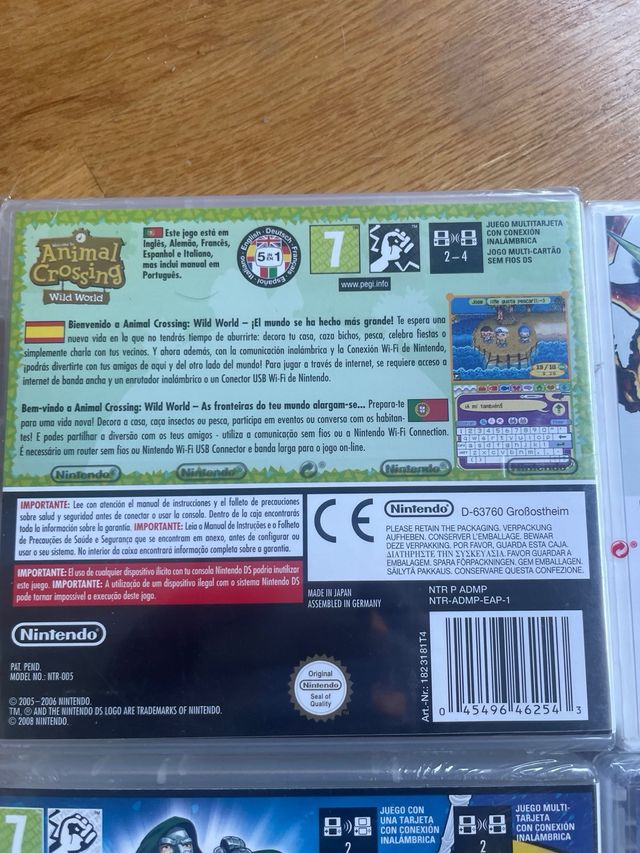 Welcome to
Animal
Crossing
Wild World
Este jogo está em
Inglês, Alemão, Francês,
Espanhol e Italiano,
mas inclui manual em
Português.
English · Deutsch · Français · Español · Italiano
5 IN 1
7
™
www.pegi.info
2 – 4
JUEGO MULTITARJETA
CON CONEXIÓN
INALÁMBRICA
JOGO MULTI-CARTÃO
SEM FIOS DS
Bienvenido a Animal Crossing: Wild World – ¡El mundo se ha hecho más grande! Te espera una
nueva vida en la que no tendrás tiempo de aburrirte: decora tu casa, caza bichos, pesca, celebra fiestas o
simplemente charla con tus vecinos. Y ahora además, con la comunicación inalámbrica y la Conexión Wi-Fi de Nintendo,
¡podrás divertirte con tus amigos de aquí y del otro lado del mundo! Para jugar a través de internet, se requiere acceso a
internet de banda ancha y un enrutador inalámbrico o un Conector USB Wi-Fi de Nintendo.
Bem-vindo a Animal Crossing: Wild World – As fronteiras do teu mundo alargam-se... Prepara-te
para uma vida nova! Decora a casa, caça insectos ou pesca, participa em eventos ou conversa com os habitan-
tes! E podes partilhar a diversão com os teus amigos - utiliza a comunicação sem fios ou a Nintendo Wi-Fi Connection.
É necessário um router sem fios ou Nintendo Wi-Fi USB Connector e banda larga para o jogo on-line.
¡A mí también!
Nintendo® Nintendo® Nintendo® Nintendo®
IMPORTANTE: Lee con atención el manual de instrucciones y el folleto de precauciones
sobre salud y seguridad antes de conectar o usar la consola. Dentro de la caja encontrarás
toda la información sobre la garantía. IMPORTANTE: Leia o Manual de Instruções e o Folheto
de Precauções de Saúde e Segurança que se encontram em anexo, antes de configurar ou
usar o seu sistema. No interior da caixa encontrará informação completa sobre a garantia.
IMPORTANTE: El uso de cualquier dispositivo ilícito con tu consola Nintendo DS podría inutilizar
este juego. IMPORTANTE: A utilização de um dispositivo ilegal com o sistema Nintendo DS
pode tornar impossível a execução deste jogo.
CE
Nintendo® D-63760 Großostheim
PLEASE RETAIN THE PACKAGING. VERPACKUNG
AUFHEBEN. CONSERVER L'EMBALLAGE. BEWAAR
DEZE VERPAKKING. POR FAVOR, GUARDA ESTA CAJA.
ΔΙΑΤΗΡΗΣΤΕ ΤΗΝ ΣΥΣΚΕΥΑΣΙΑ. FAVOR GUARDAR A
EMBALAGEM. SPARA FÖRPACKNINGEN. GEM EMBALLAGEN.
SÄILYTÄ PAKKAUS. CONSERVARE QUESTA CONFEZIONE.
MADE IN JAPAN
ASSEMBLED IN GERMANY
NTR P ADMP
NTR-ADMP-EAP-1
Nintendo®
PAT. PEND.
MODEL NO.: NTR-005
© 2005–2006 NINTENDO.
TM, ® AND THE NINTENDO DS LOGO ARE TRADEMARKS OF NINTENDO.
© 2008 NINTENDO.
Original
Nintendo
Seal of
Quality
Art.-Nr.: 1823181T4
0 45496 46254 3
7
JUEGO CON
UNA TARJETA
CON CONEXIÓN
INALÁMBRICA
2
JUEGO MULTI-
TARJETA
CON CONEXIÓN
INALÁMBRICA
2